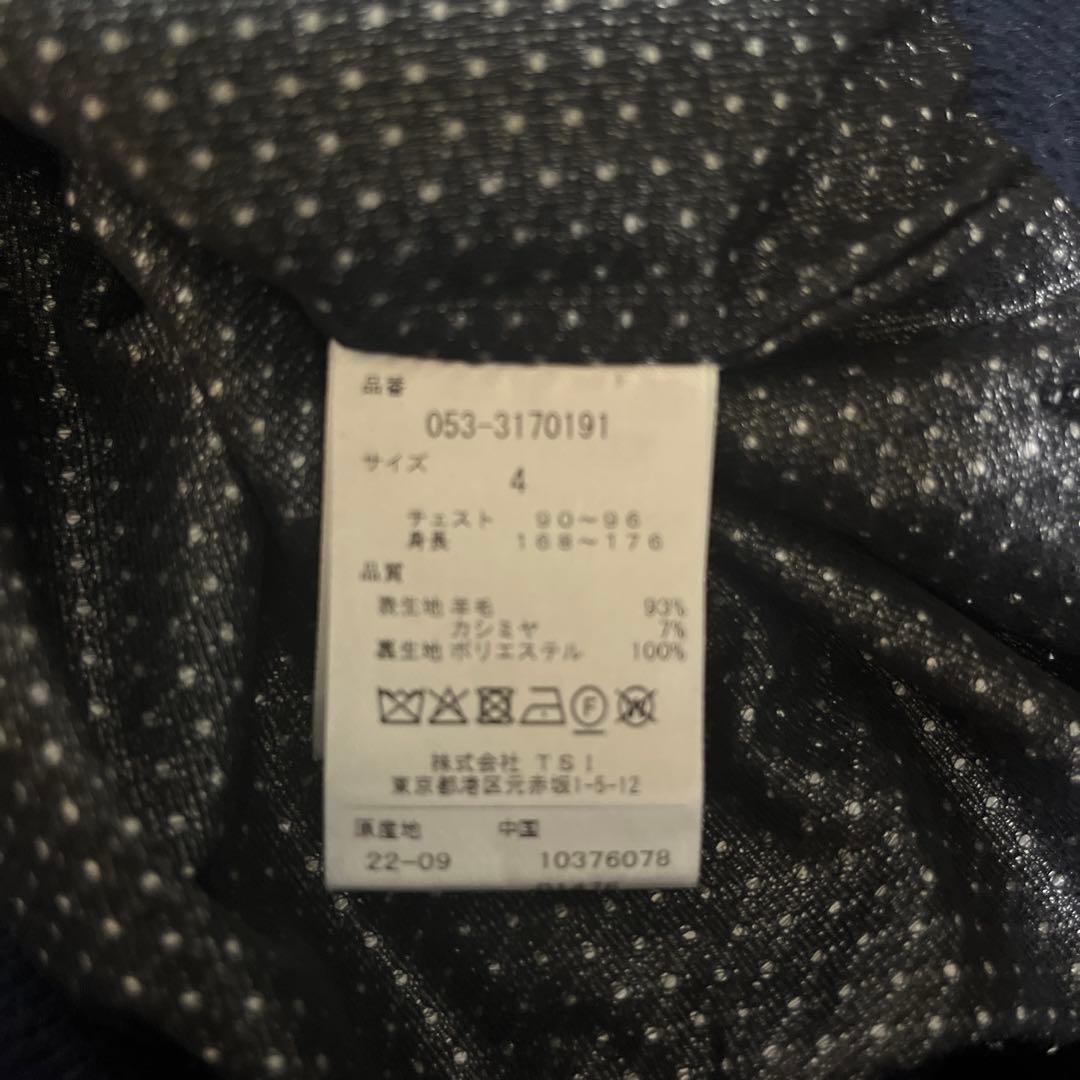 品番
053-3170191
サイズ
4
チェスト 90～96
身長 168～176
品質
表生地 羊毛 93%
カシミヤ 7%
裏生地 ポリエステル 100%
F W
株式会社 TSI
東京都港区元赤坂1-5-12
原産地 中国
22-09 10376078